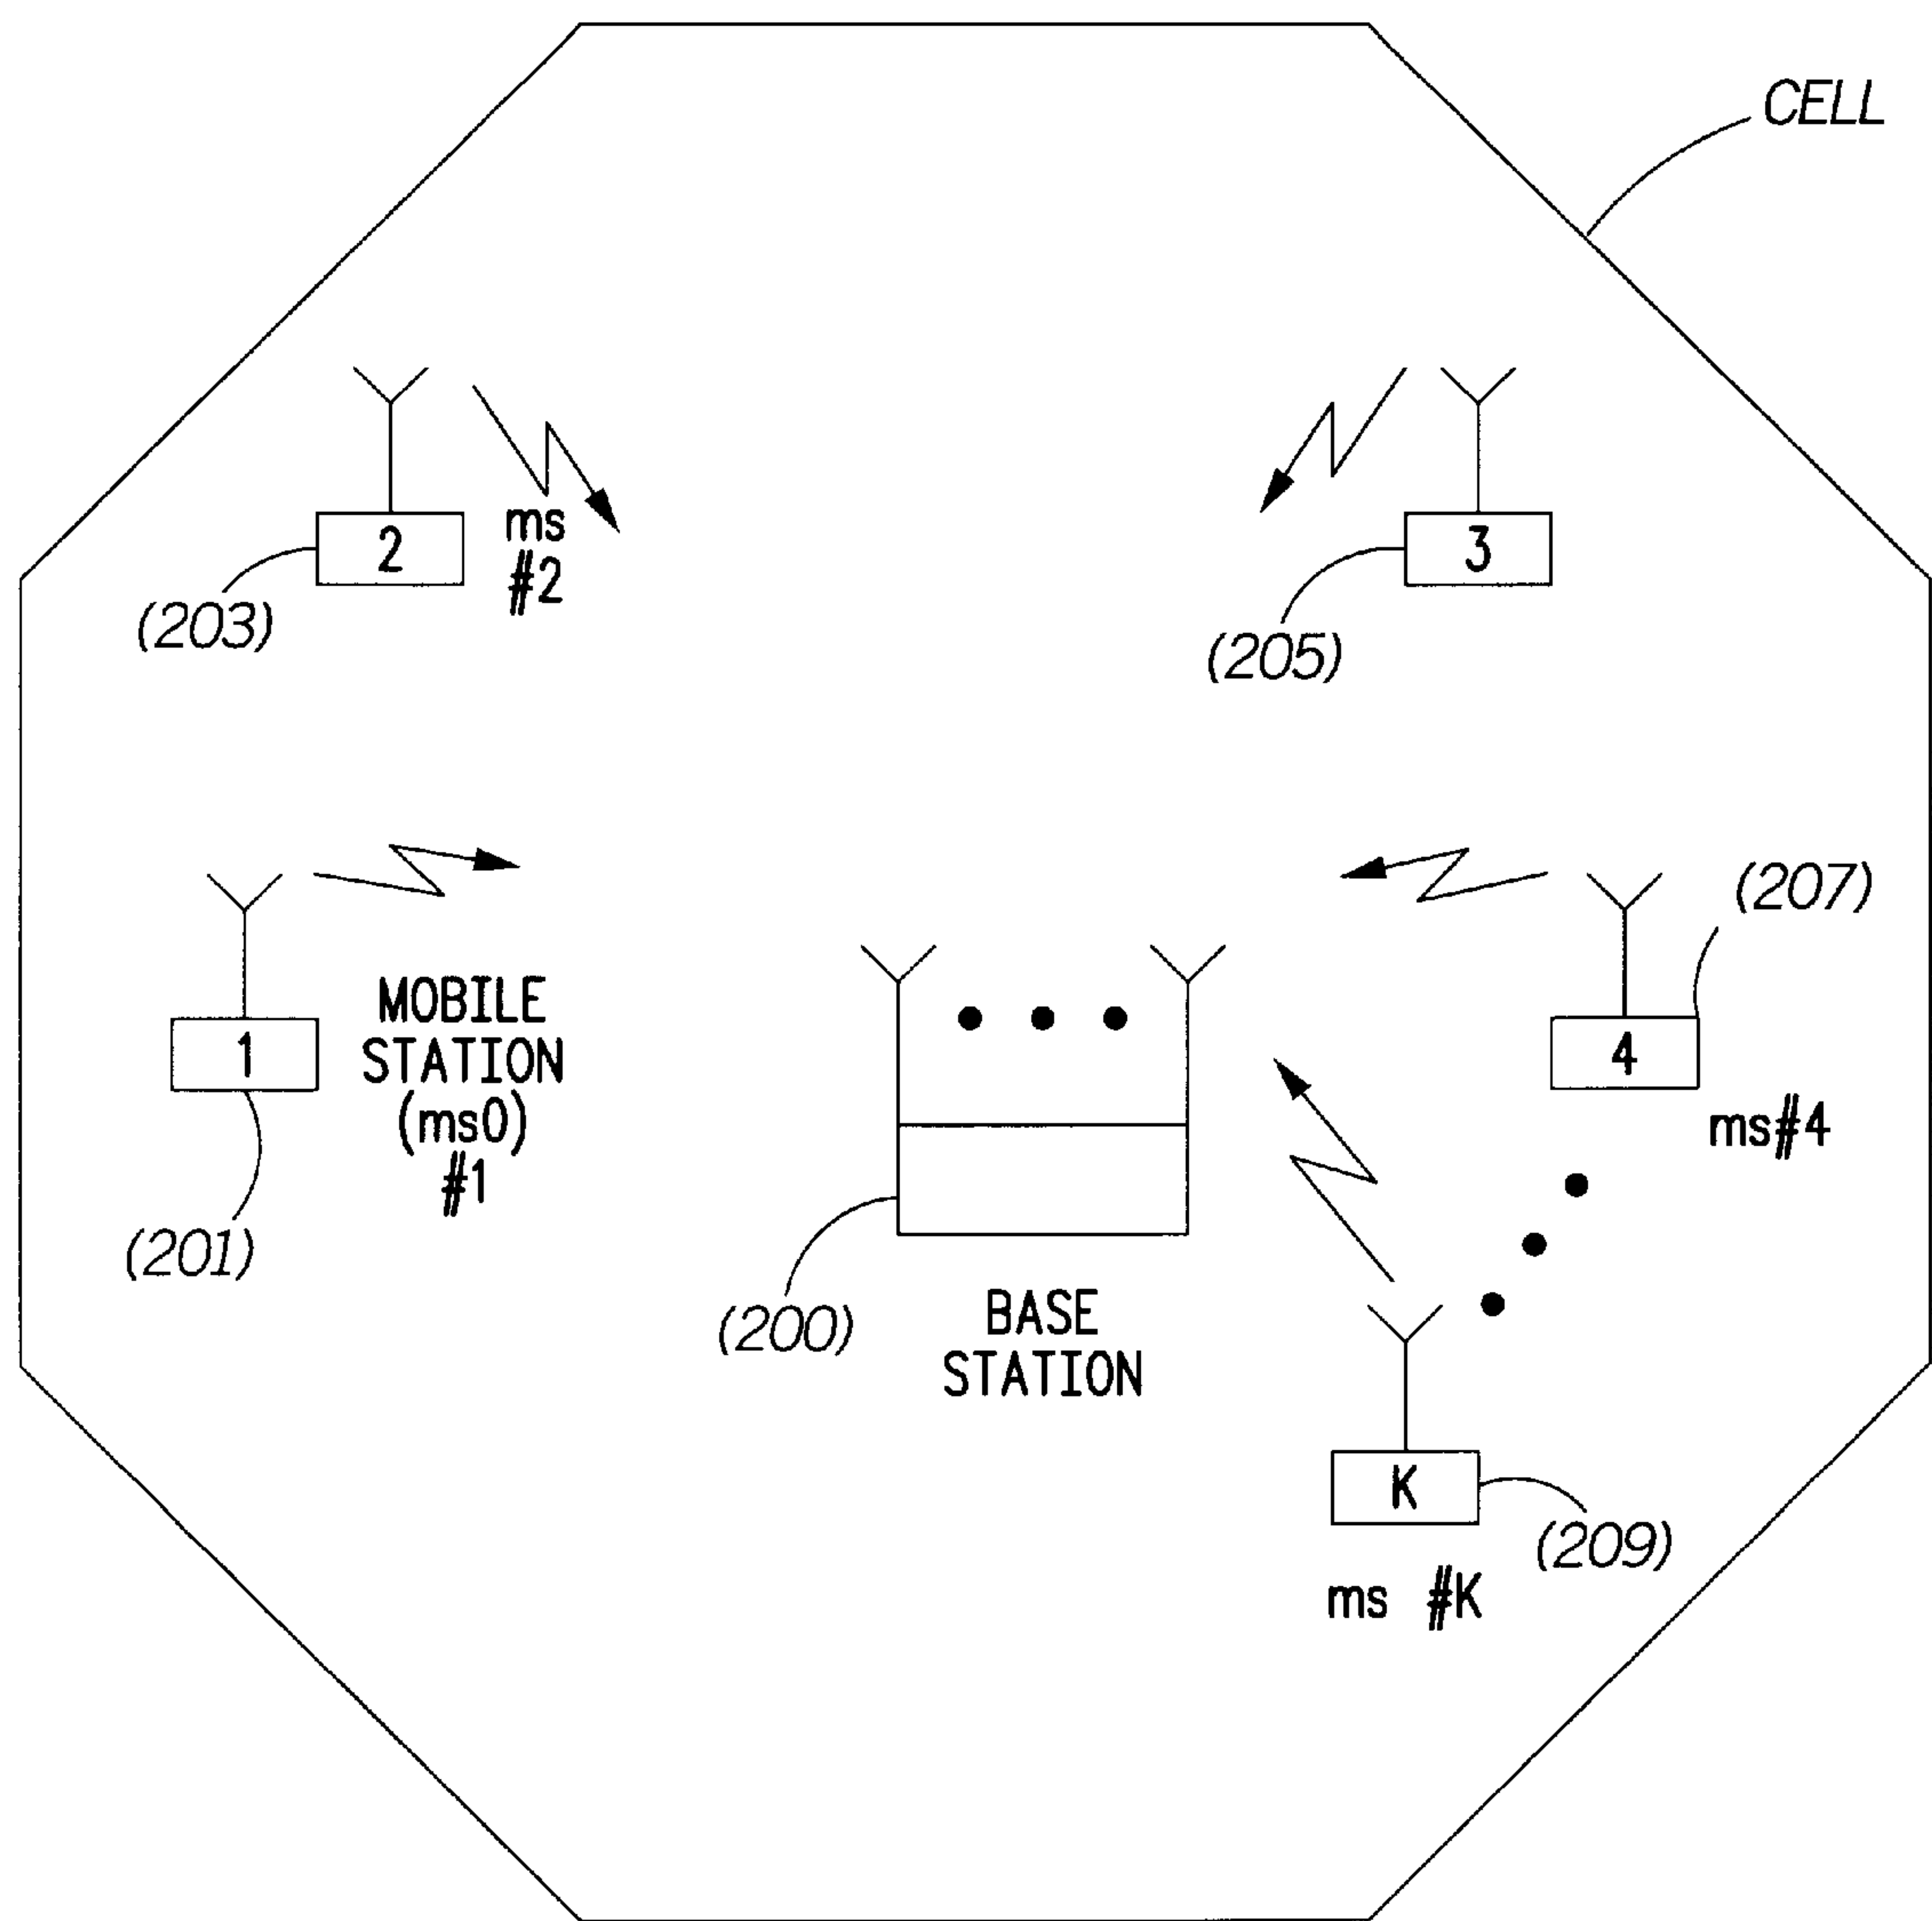 CELL
2
ms
#2
(203)
3
(205)
1
MOBILE
STATION
(ms0)
#1
(201)
(207)
4
ms#4
(200)
BASE
STATION
K
(209)
ms #K